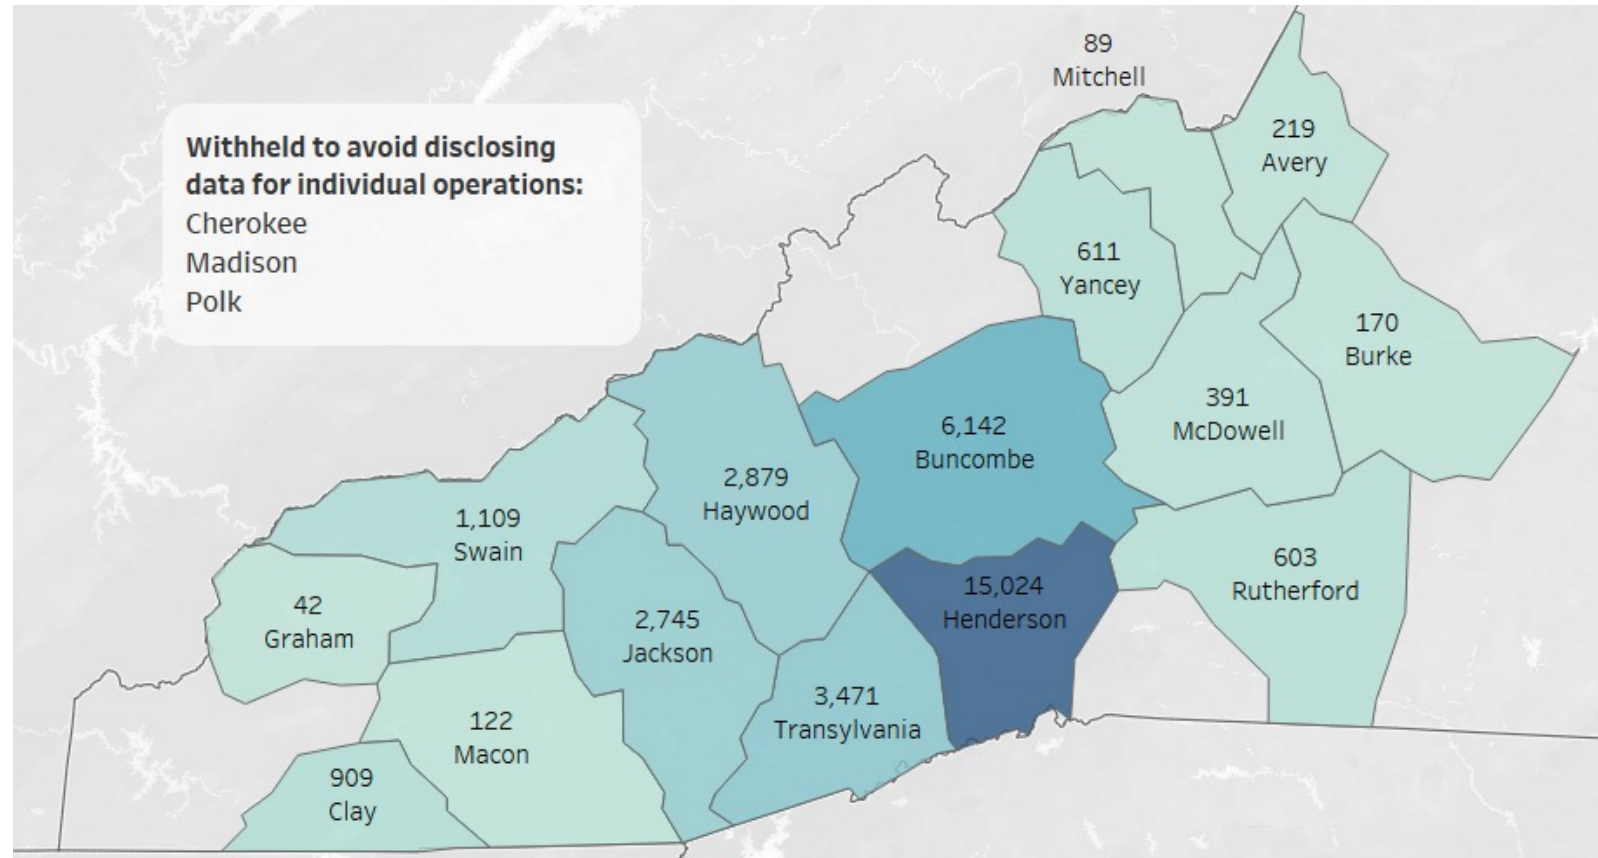 89
Mitchell
Withheld to avoid disclosing
data for individual operations:
Cherokee
Madison
Polk
219
Avery
611
Yancey
170
Burke
391
McDowell
6,142
Buncombe
2,879
Haywood
1,109
Swain
603
Rutherford
15,024
Henderson
42
Graham
2,745
Jackson
3,471
Transylvania
122
Macon
909
Clay